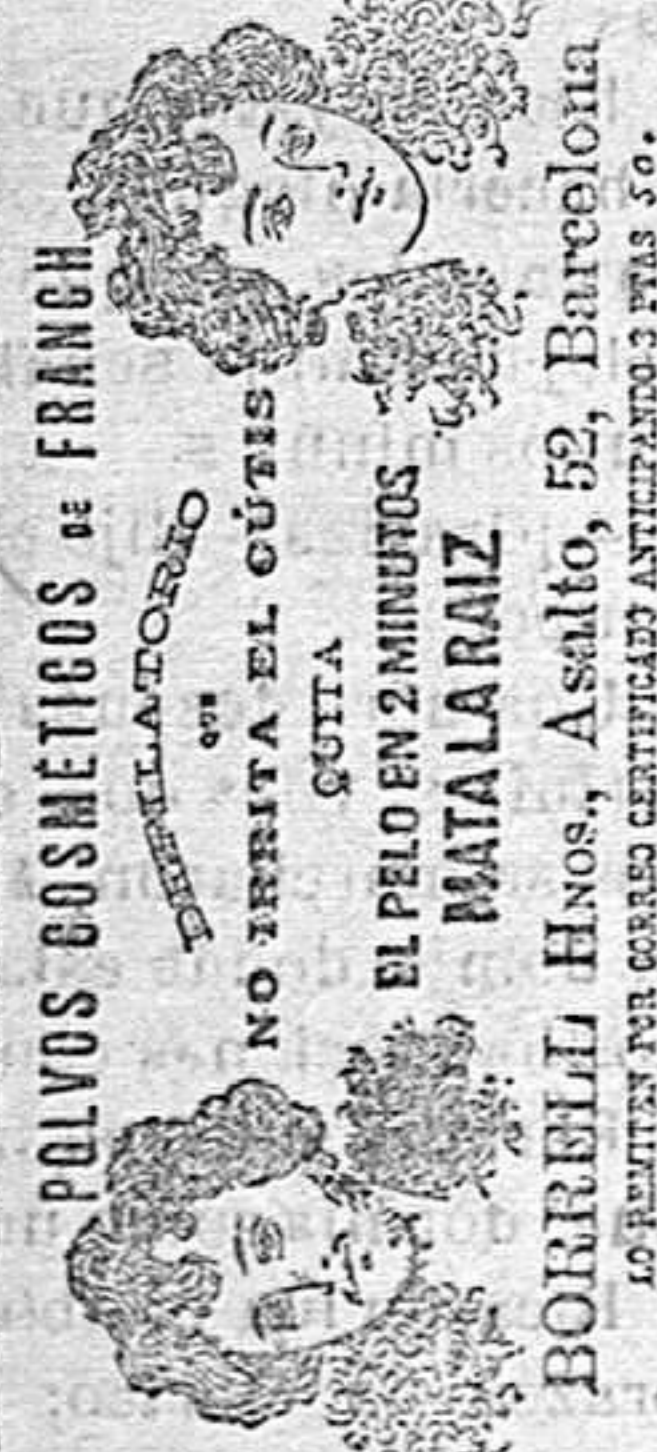 POLVOS COSMÉTICOS DE FRANCH
DEPILATORIO
QUE
NO IRRITA EL CÚTIS
QUITA
EL PELO EN 2 MINUTOS
MATA LA RAIZ
BORRELL HNOS., Asalto, 52, Barcelona
LO REMITEN POR CORREO CERTIFICADO ANTICIPANDO 3 PTAS 50.